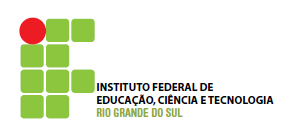 INSTITUTO FEDERAL DE
EDUCAÇÃO, CIÊNCIA E TECNOLOGIA
RIO GRANDE DO SUL